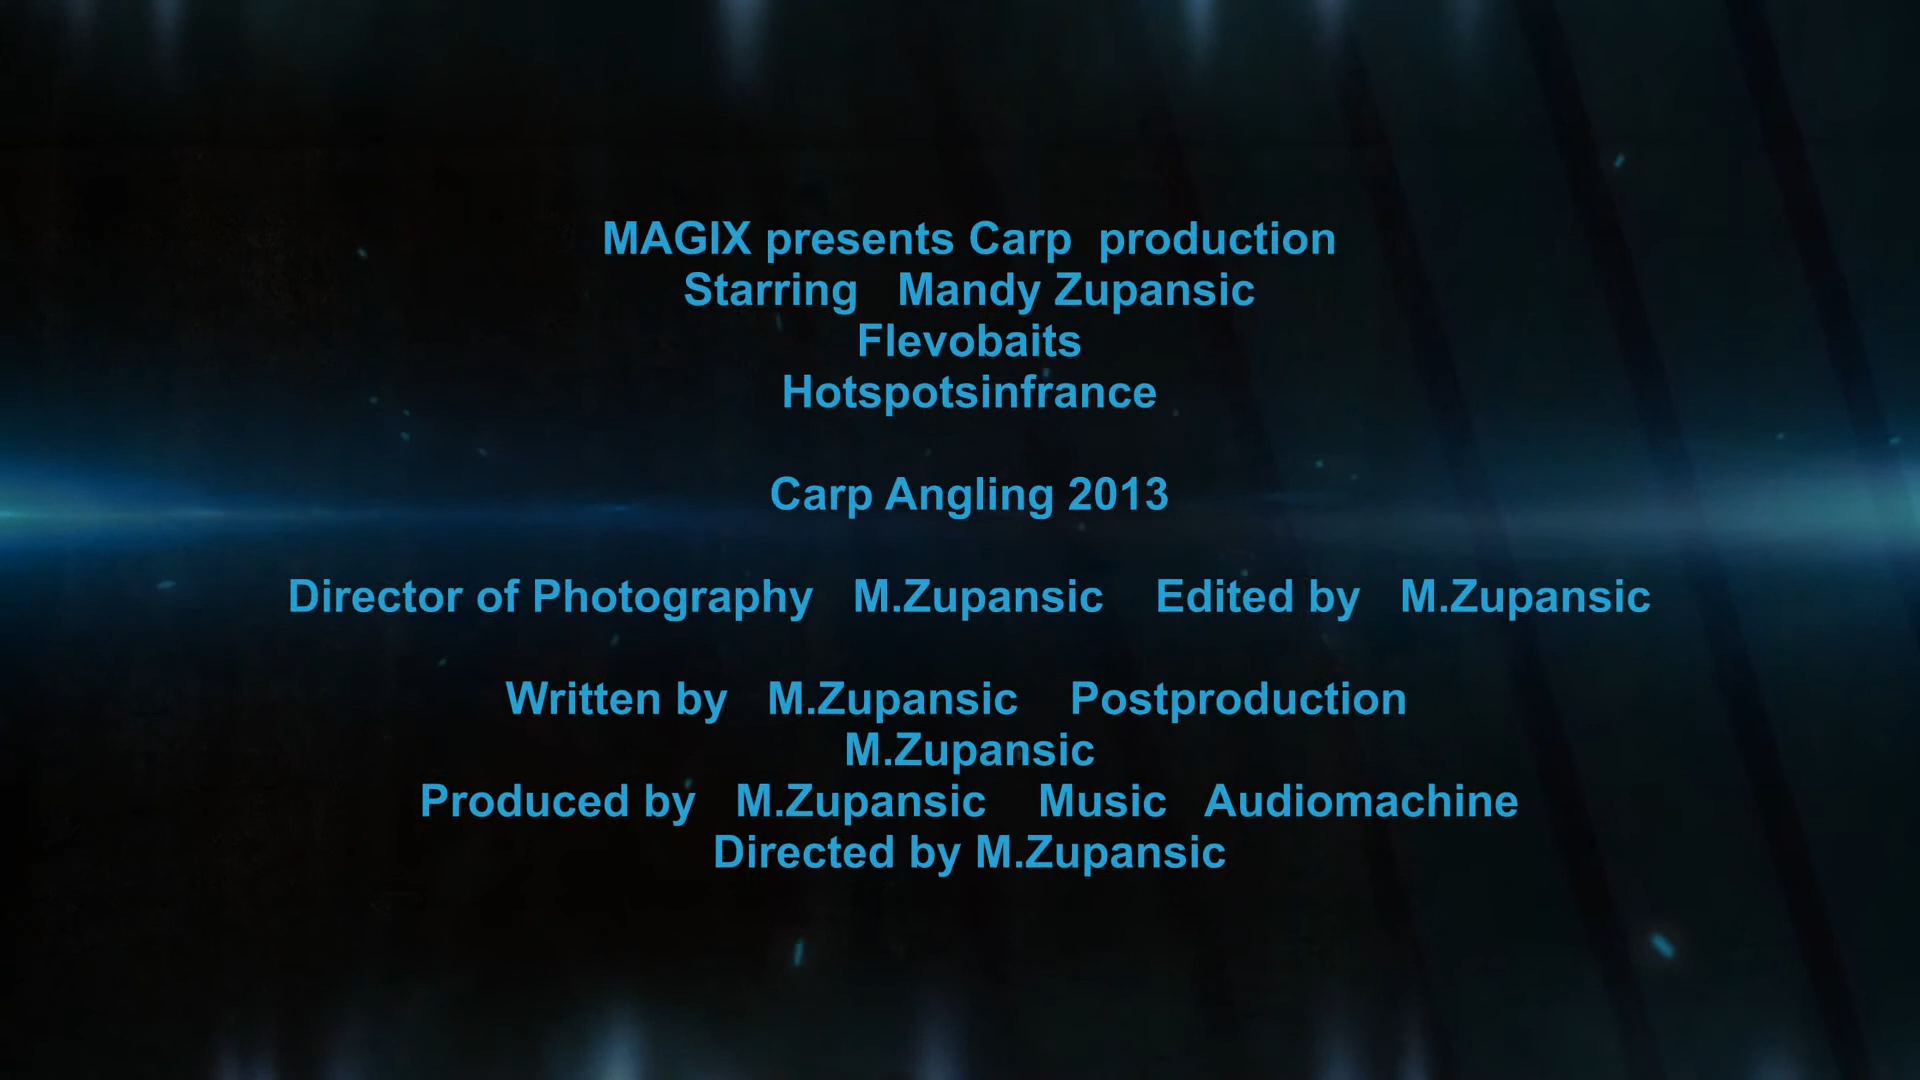 MAGIX presents Carp  production
Starring   Mandy Zupansic
Flevobaits
Hotspotsinfrance
Carp Angling 2013
Director of Photography   M.Zupansic    Edited by   M.Zupansic
Written by   M.Zupansic    Postproduction
M.Zupansic
Produced by   M.Zupansic    Music   Audiomachine
Directed by M.Zupansic